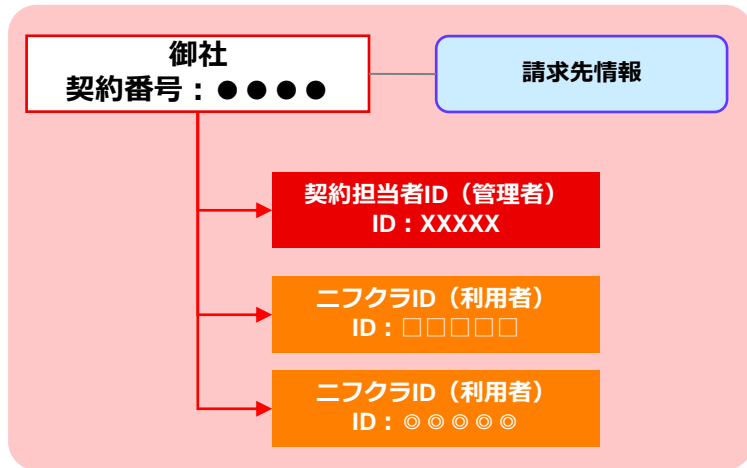 御社
契約番号：●●●●
請求先情報
契約担当者ID（管理者）
ID：XXXXX
ニフクラID（利用者）
ID：□□□□□
ニフクラID（利用者）
ID：◎◎◎◎◎